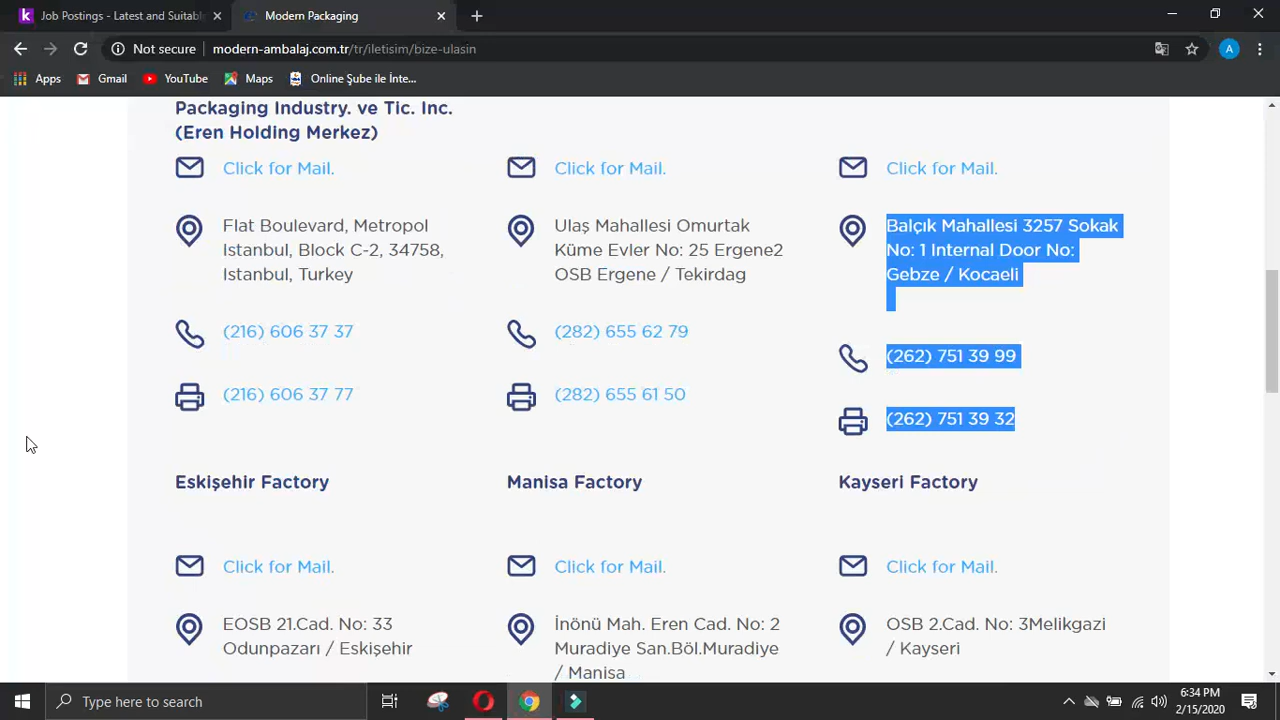 Job Postings - Latest and Suitabl
Modern Packaging
Not secure
modern-ambalaj.com.tr/tr/iletisim/bize-ulasin
A
Apps
Gmail
YouTube
Maps
Online Şube ile İnte...
Packaging Industry. ve Tic. Inc.
(Eren Holding Merkez)
Click for Mail.
Flat Boulevard, Metropol
Istanbul, Block C-2, 34758,
Istanbul, Turkey
(216) 606 37 37
(216) 606 37 77
Click for Mail.
Ulaş Mahallesi Omurtak
Küme Evler No: 25 Ergene2
OSB Ergene / Tekirdag
(282) 655 62 79
(282) 655 61 50
Click for Mail.
Balçık Mahallesi 3257 Sokak
No: 1 Internal Door No:
Gebze / Kocaeli
(262) 751 39 99
(262) 751 39 32
Eskişehir Factory
Click for Mail.
EOSB 21.Cad. No: 33
Odunpazarı / Eskişehir
Manisa Factory
Click for Mail.
İnönü Mah. Eren Cad. No: 2
Muradiye San.Böl.Muradiye
/ Manisa
Kayseri Factory
Click for Mail.
OSB 2.Cad. No: 3Melikgazi
/ Kayseri
Type here to search
6:34 PM
2/15/2020